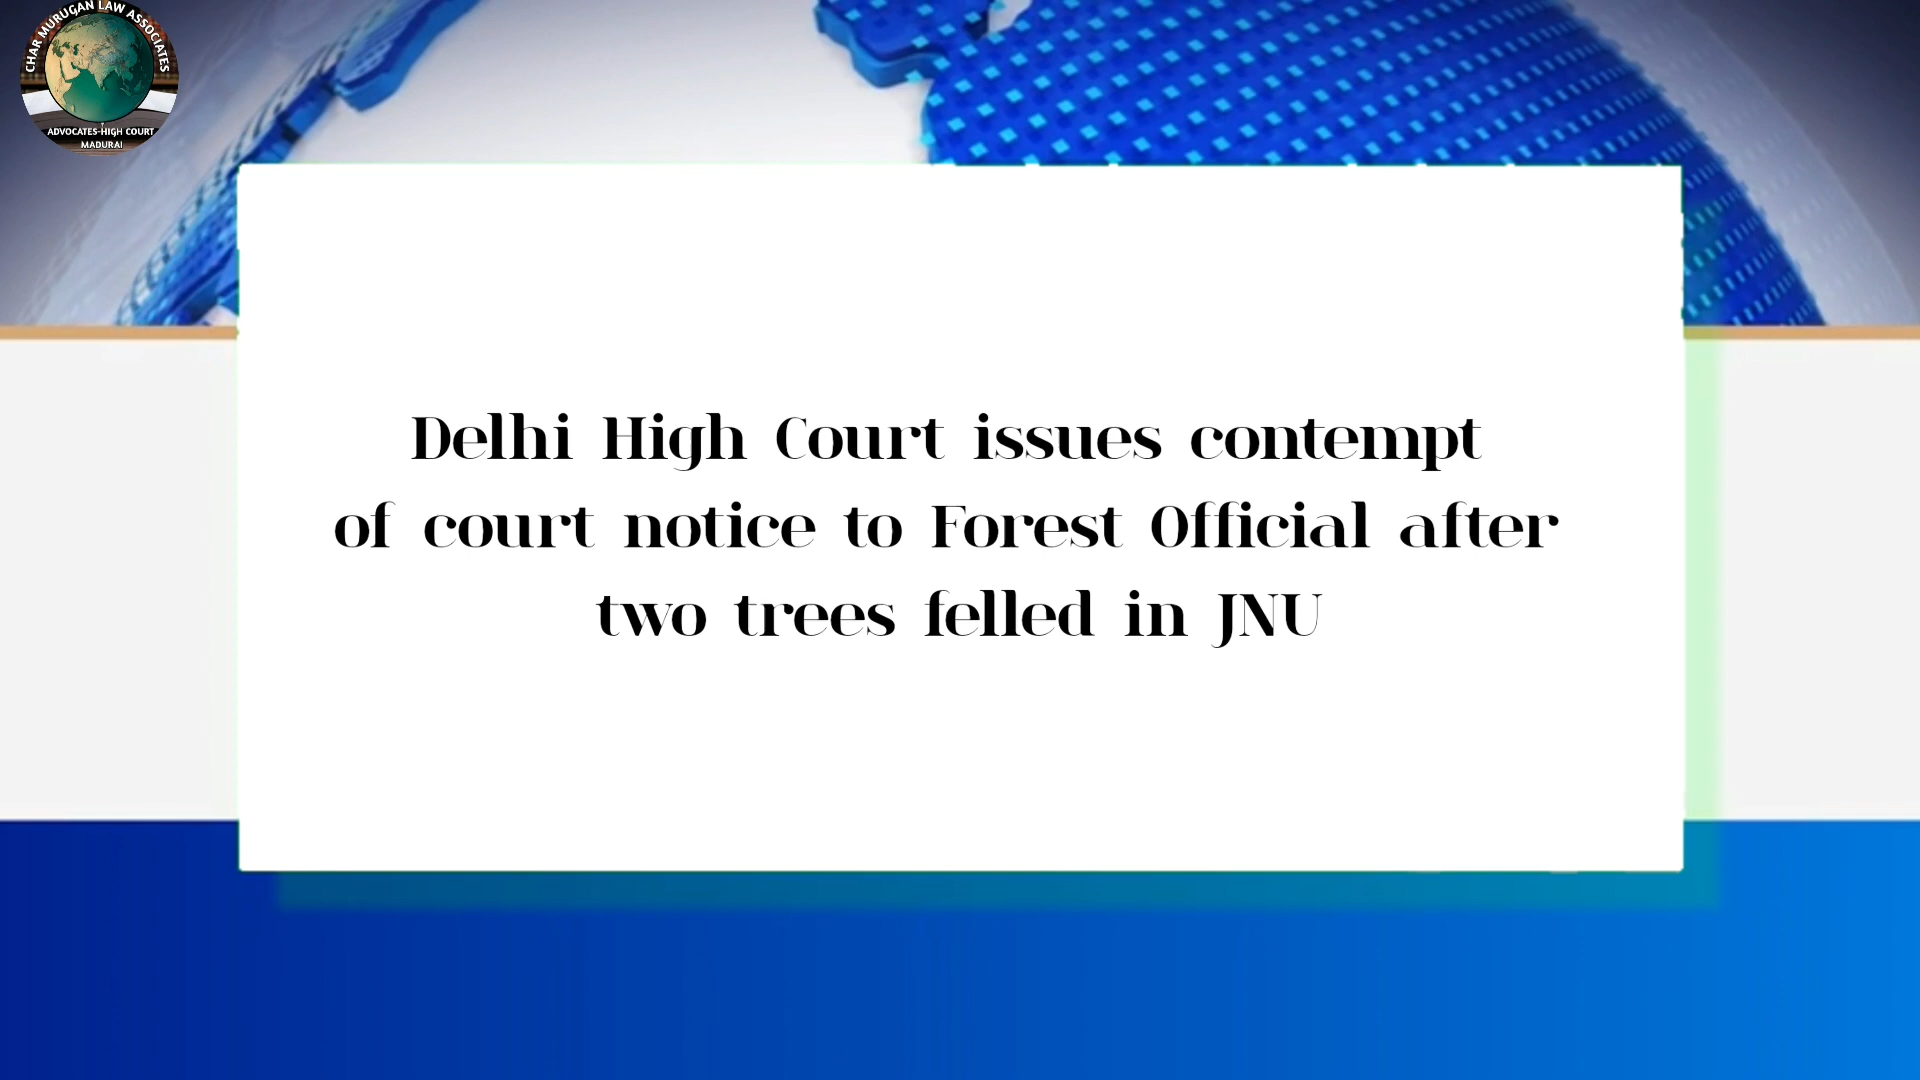 CHAR MURUGAN LAW ASSOCIATES
ADVOCATES-HIGH COURT
MADURAI
Delhi High Court issues contempt
of court notice to Forest Official after
two trees felled in JNU